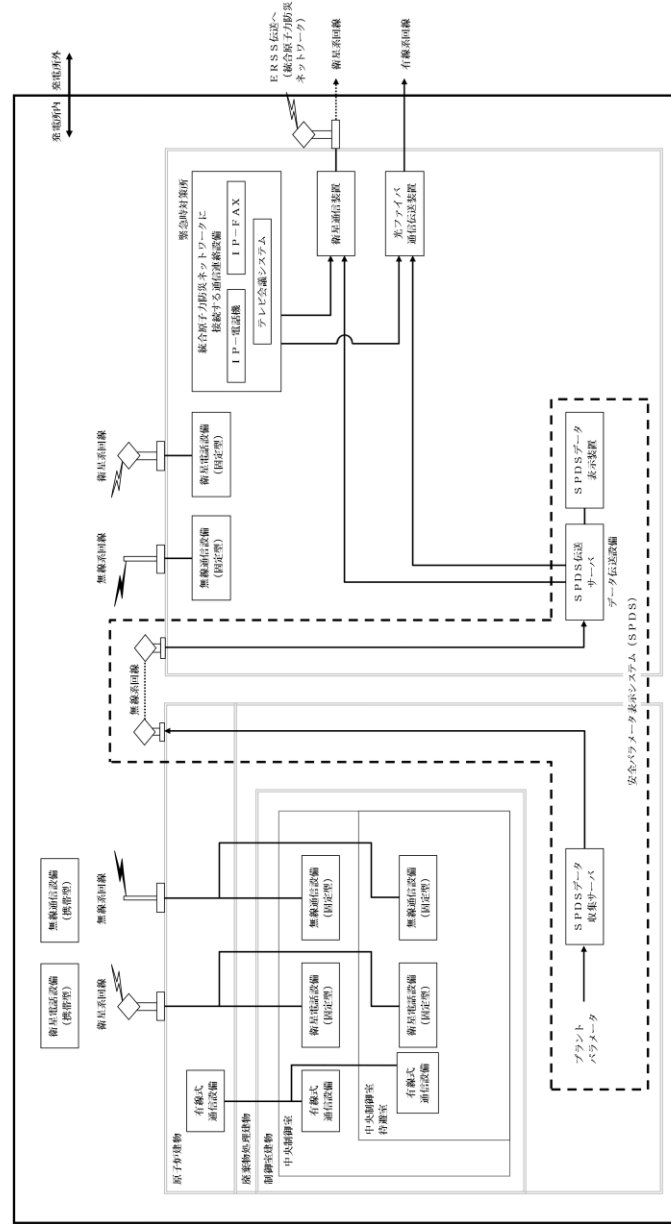 発電所内
発電所外
ＥＲＳＳ伝送へ
(統合原子力防災
ネットワーク)
衛星系回線
有線系回線
緊急時対策所
統合原子力防災ネットワークに
接続する通信連絡設備
ＩＰ－電話機
ＩＰ－ＦＡＸ
テレビ会議システム
衛星通信装置
光ファイバ
通信伝送装置
衛星系回線
衛星電話設備
(固定型)
無線系回線
無線通信設備
(固定型)
ＳＰＤＳデータ
表示装置
ＳＰＤＳ伝送
サーバ
データ伝送設備
無線系回線
安全パラメータ表示システム（ＳＰＤＳ）
無線通信設備
(携帯型)
無線系回線
衛星電話設備
(携帯型)
衛星系回線
無線通信設備
(固定型)
無線通信設備
(固定型)
衛星電話設備
(固定型)
衛星電話設備
(固定型)
有線式
通信設備
有線式
通信設備
有線式
通信設備
原子炉建物
廃棄物処理建物
制御室建物
中央制御室
中央制御室
待避室
ＳＰＤＳデータ
収集サーバ
プラント
パラメータ